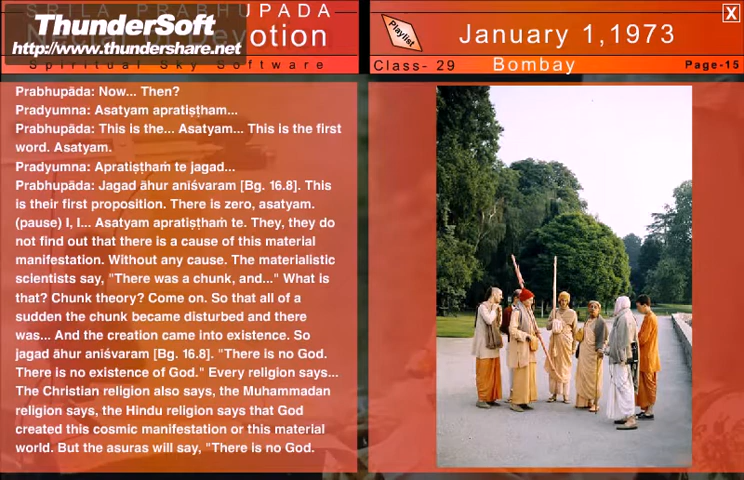 SRILA PRABHUPADA
ThunderSoft
http://www.thundershare.net
Devotion
Spiritual Sky Software
Playlist
January 1,1973
X
Class- 29
Bombay
Page-15
Prabhupāda: Now... Then?
Pradyumna: Asatyam apratiṣṭham...
Prabhupāda: This is the... Asatyam... This is the first
word. Asatyam.
Pradyumna: Apratiṣṭhaṁ te jagad...
Prabhupāda: Jagad āhur anīśvaram [Bg. 16.8]. This
is their first proposition. There is zero, asatyam.
(pause) I, I... Asatyam apratiṣṭhaṁ te. They, they do
not find out that there is a cause of this material
manifestation. Without any cause. The materialistic
scientists say, "There was a chunk, and..." What is
that? Chunk theory? Come on. So that all of a
sudden the chunk became disturbed and there
was... And the creation came into existence. So
jagad āhur anīśvaram [Bg. 16.8]. "There is no God.
There is no existence of God." Every religion says...
The Christian religion also says, the Muhammadan
religion says, the Hindu religion says that God
created this cosmic manifestation or this material
world. But the asuras will say, "There is no God.